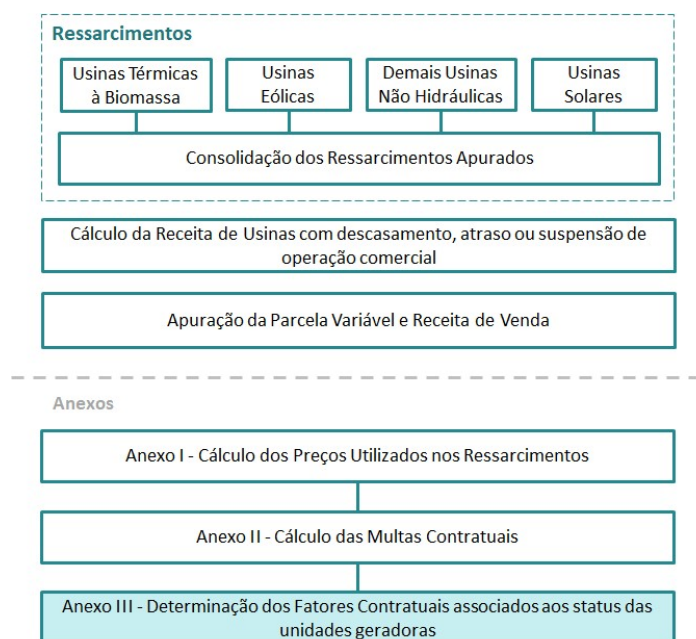 Ressarcimentos
Usinas Térmicas
à Biomassa
Usinas
Eólicas
Demais Usinas
Não Hidráulicas
Usinas
Solares
Consolidação dos Ressarcimentos Apurados
Cálculo da Receita de Usinas com descasamento, atraso ou suspensão de
operação comercial
Apuração da Parcela Variável e Receita de Venda
Anexos
Anexo I - Cálculo dos Preços Utilizados nos Ressarcimentos
Anexo II - Cálculo das Multas Contratuais
Anexo III - Determinação dos Fatores Contratuais associados aos status das
unidades geradoras